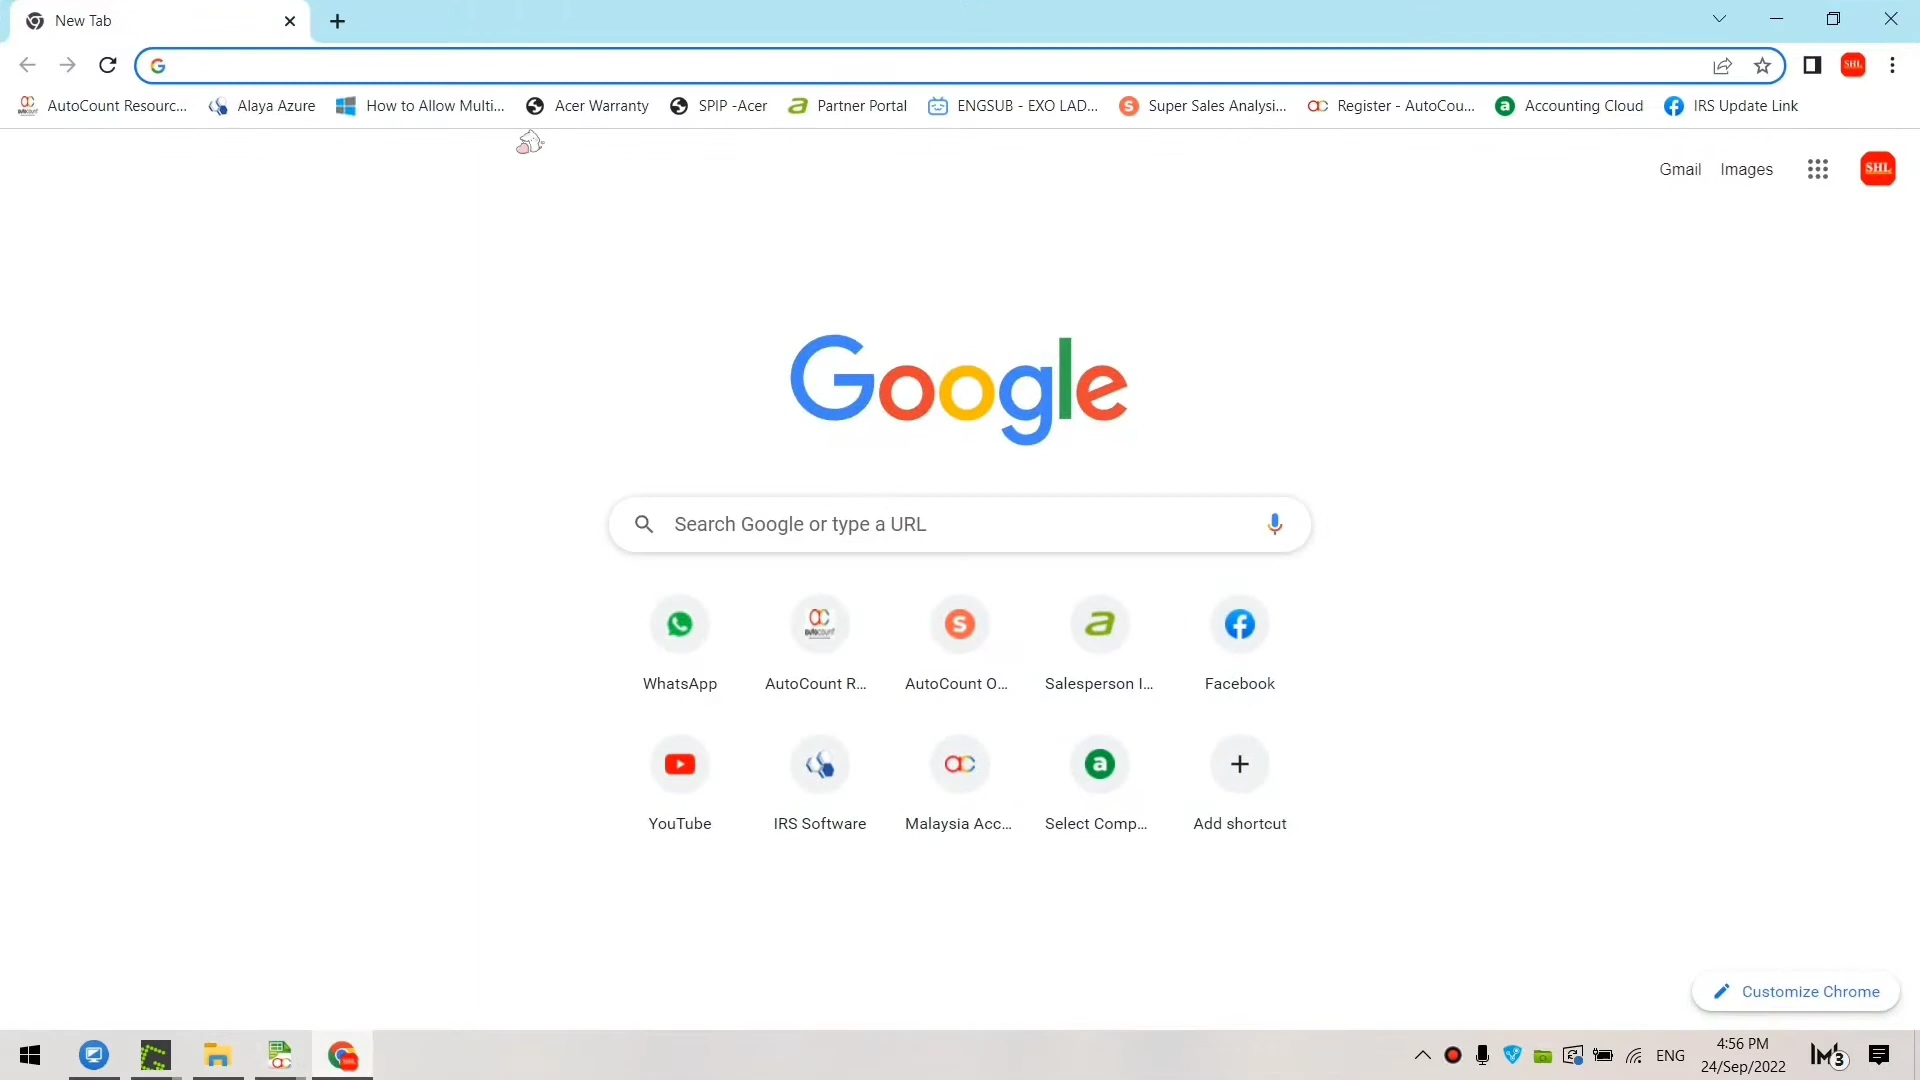 New Tab
AutoCount Resourc...
Alaya Azure
How to Allow Multi...
Acer Warranty
SPIP -Acer
Partner Portal
ENGSUB - EXO LAD...
Super Sales Analysi...
Register - AutoCou...
Accounting Cloud
IRS Update Link
Gmail
Images
SHL
Google
Search Google or type a URL
WhatsApp
AutoCount R...
AutoCount O...
Salesperson I...
Facebook
YouTube
IRS Software
Malaysia Acc...
Select Comp...
Add shortcut
Customize Chrome
ENG
4:56 PM
24/Sep/2022
3